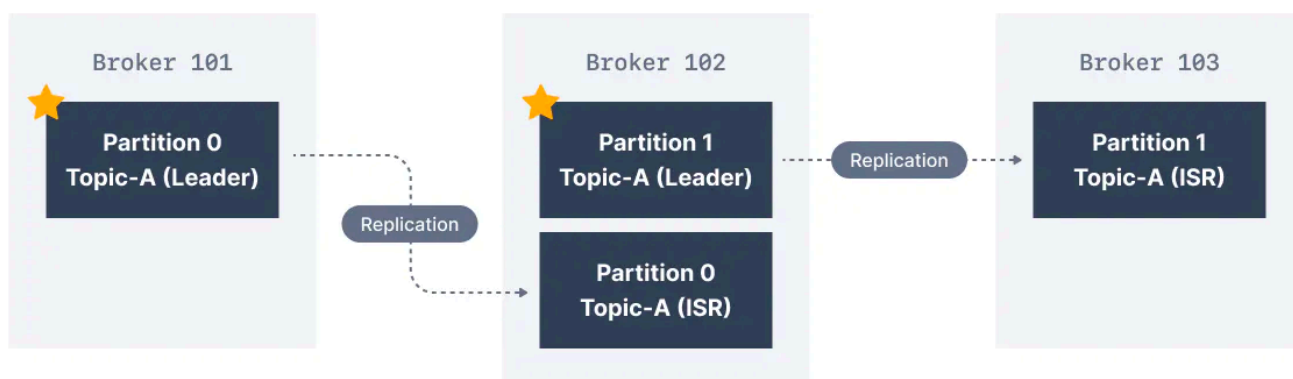 Broker 101
Partition 0
Topic-A (Leader)
Replication
Broker 102
Partition 1
Topic-A (Leader)
Partition 0
Topic-A (ISR)
Replication
Broker 103
Partition 1
Topic-A (ISR)